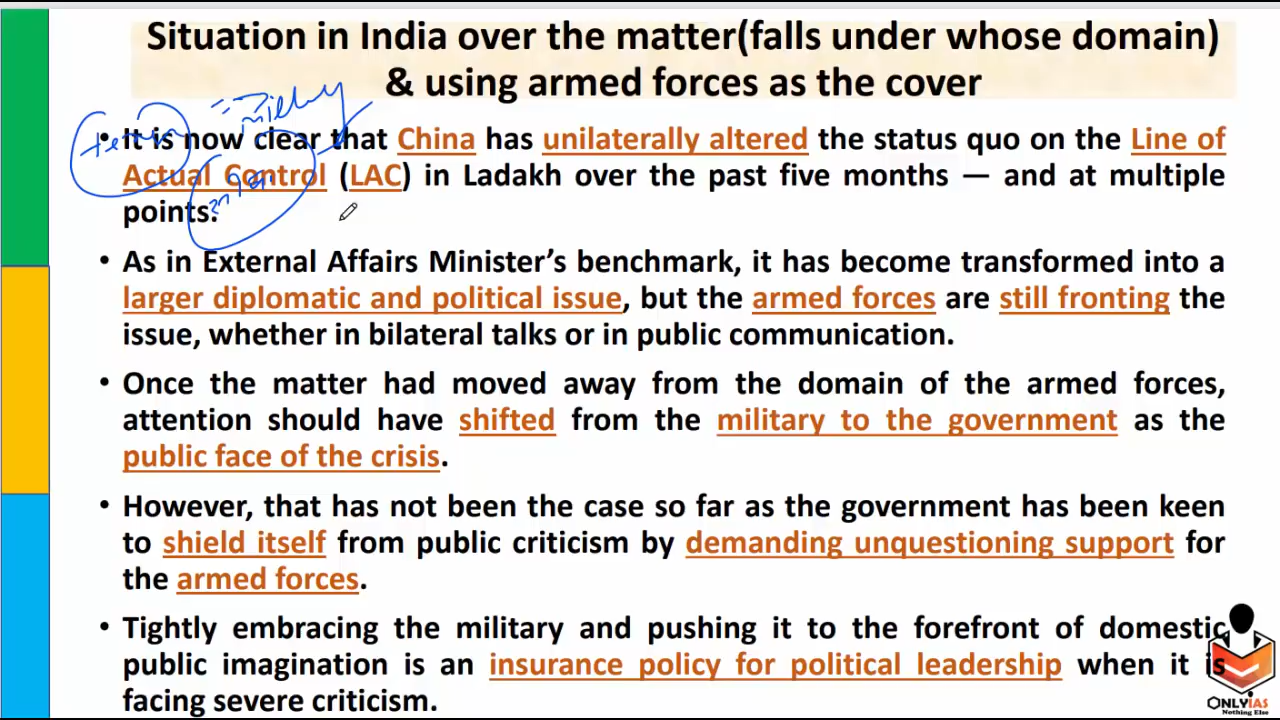 Situation in India over the matter(falls under whose domain)
& using armed forces as the cover
• It is now clear that China has unilaterally altered the status quo on the Line of
Actual Control (LAC) in Ladakh over the past five months — and at multiple
points.
• As in External Affairs Minister’s benchmark, it has become transformed into a
larger diplomatic and political issue, but the armed forces are still fronting the
issue, whether in bilateral talks or in public communication.
• Once the matter had moved away from the domain of the armed forces,
attention should have shifted from the military to the government as the
public face of the crisis.
• However, that has not been the case so far as the government has been keen
to shield itself from public criticism by demanding unquestioning support for
the armed forces.
• Tightly embracing the military and pushing it to the forefront of domestic
public imagination is an insurance policy for political leadership when it is
facing severe criticism.
ONLYIAS
Nothing Else